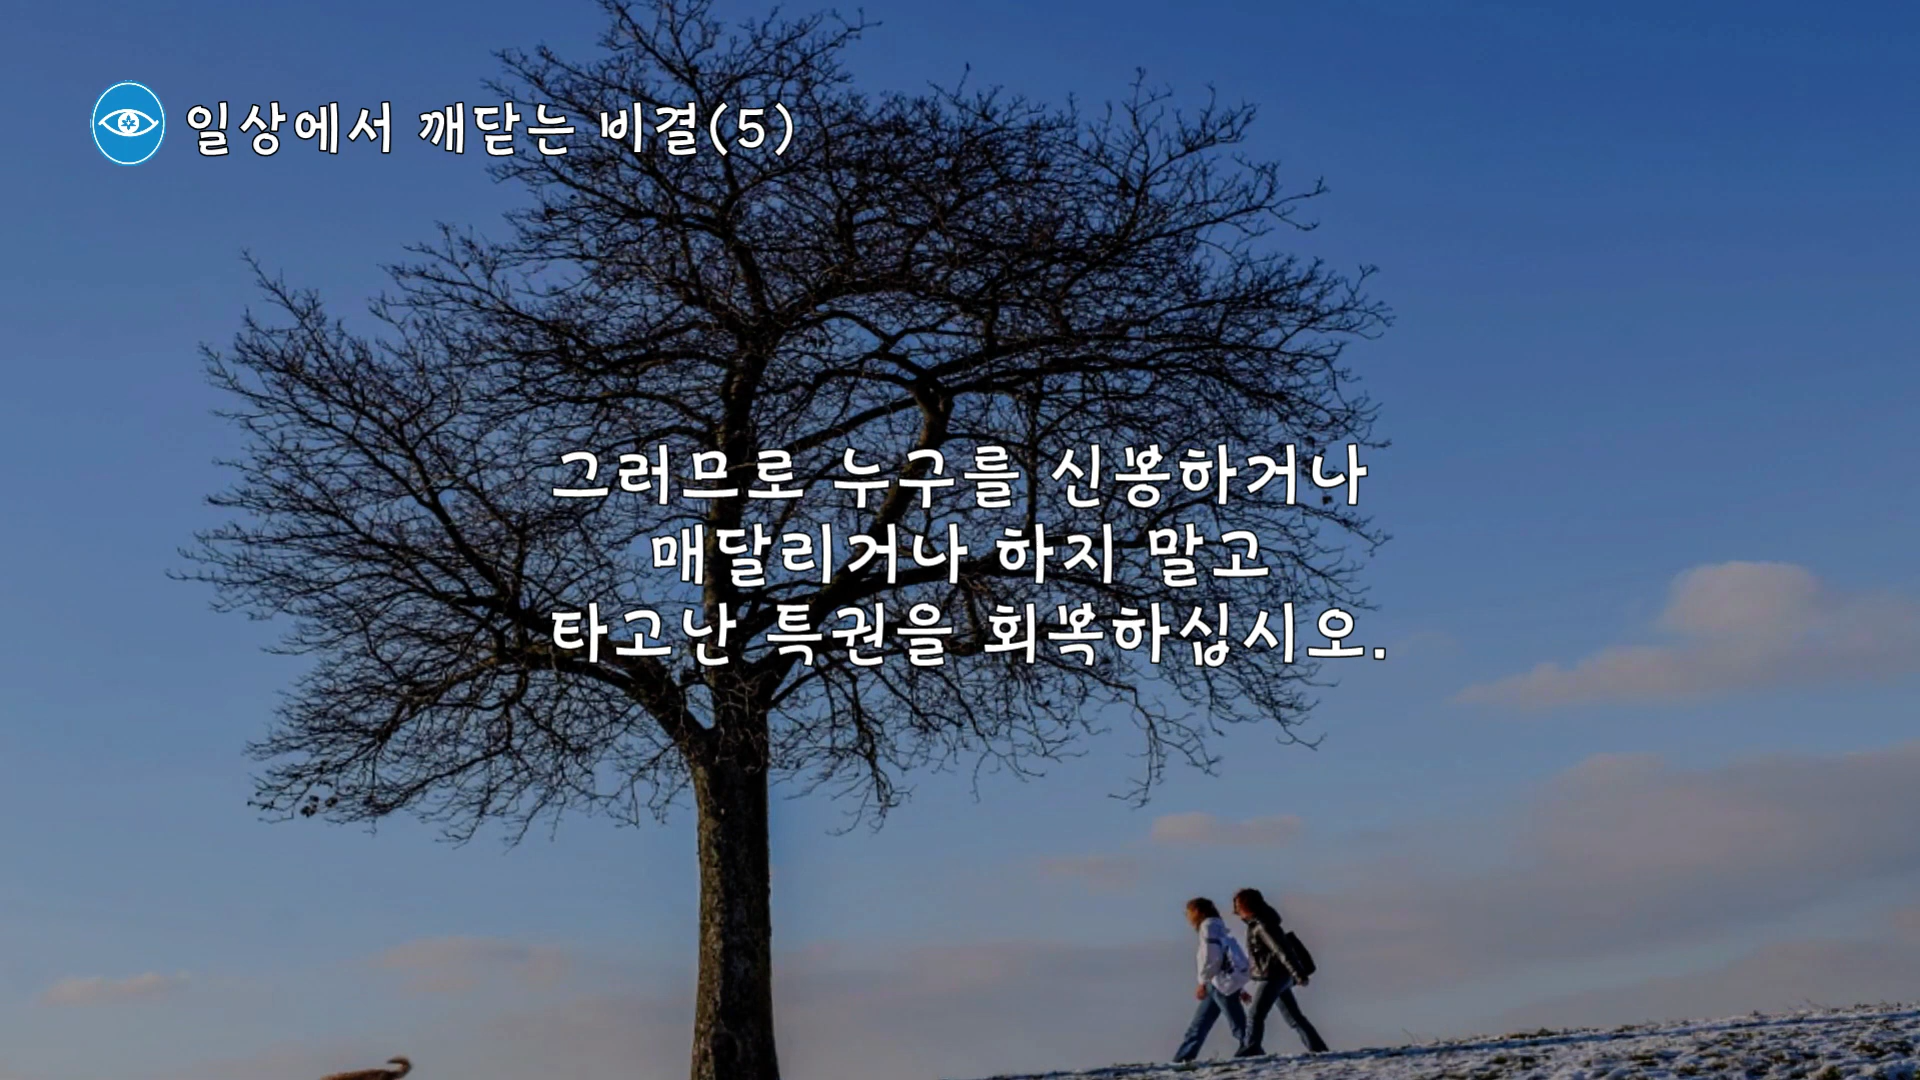 일상에서 깨닫는 비결(5)
그러므로 누구를 신봉하거나
매달리거나 하지 말고
타고난 특권을 회복하십시오.